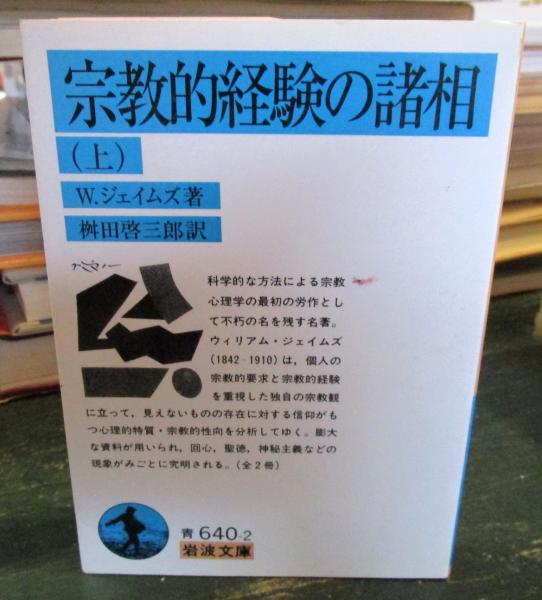 宗教的経験の諸相
(上)
W.ジェイムズ著
桝田啓三郎訳
科学的な方法による宗教
心理学の最初の労作とし
て不朽の名を残す名著。
ウィリアム・ジェイムズ
(1842-1910)は，個人の
宗教的要求と宗教的経験
を重視した独自の宗教観
に立って，見えないものの存在に対する信仰がも
つ心理的特質・宗教的性向を分析してゆく。膨大
な資料が用いられ，回心，聖徳，神秘主義などの
現象がみごとに究明される。(全2冊)
青 640-2
岩波文庫